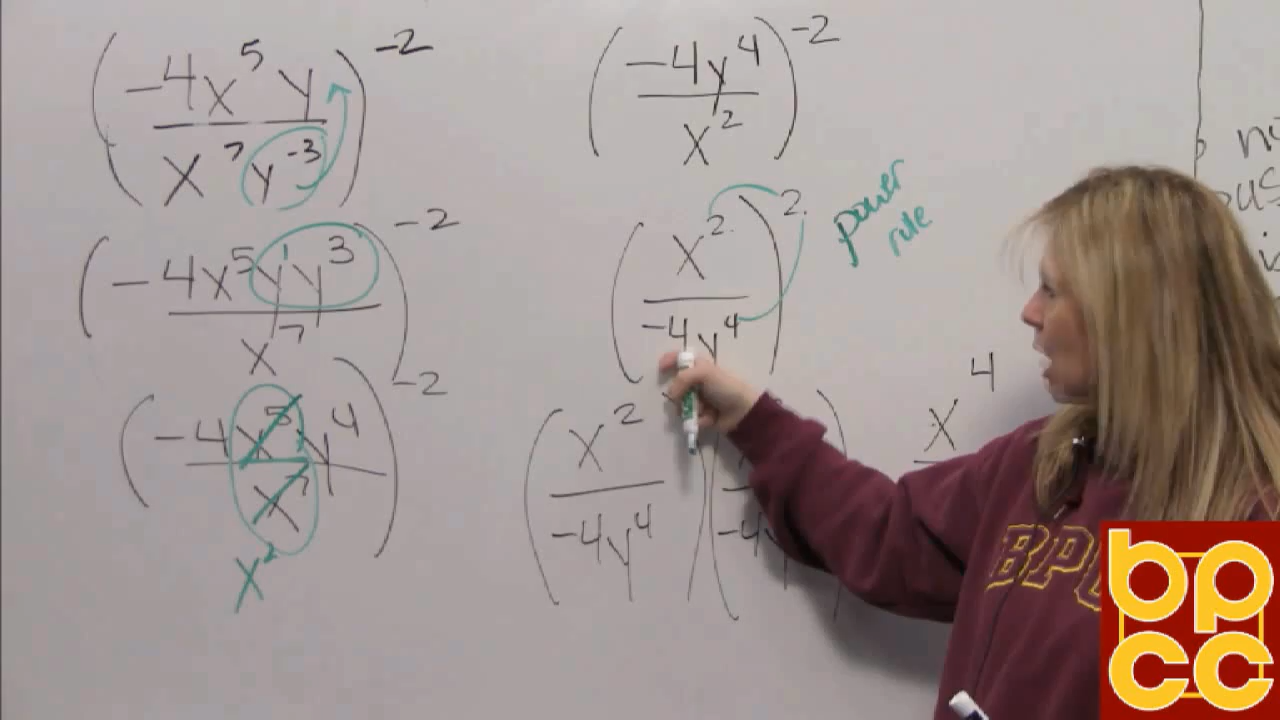 (-4x⁵y / x⁷y⁻³)⁻²
(-4x⁵y¹y³ / x⁷)⁻²
(-4x⁵y⁴ / x⁷)⁻²
x²
(-4y⁴ / x²)⁻²
(x² / -4y⁴)²
power
rule
(x² / -4y⁴)
x⁴
BP
bp
cc